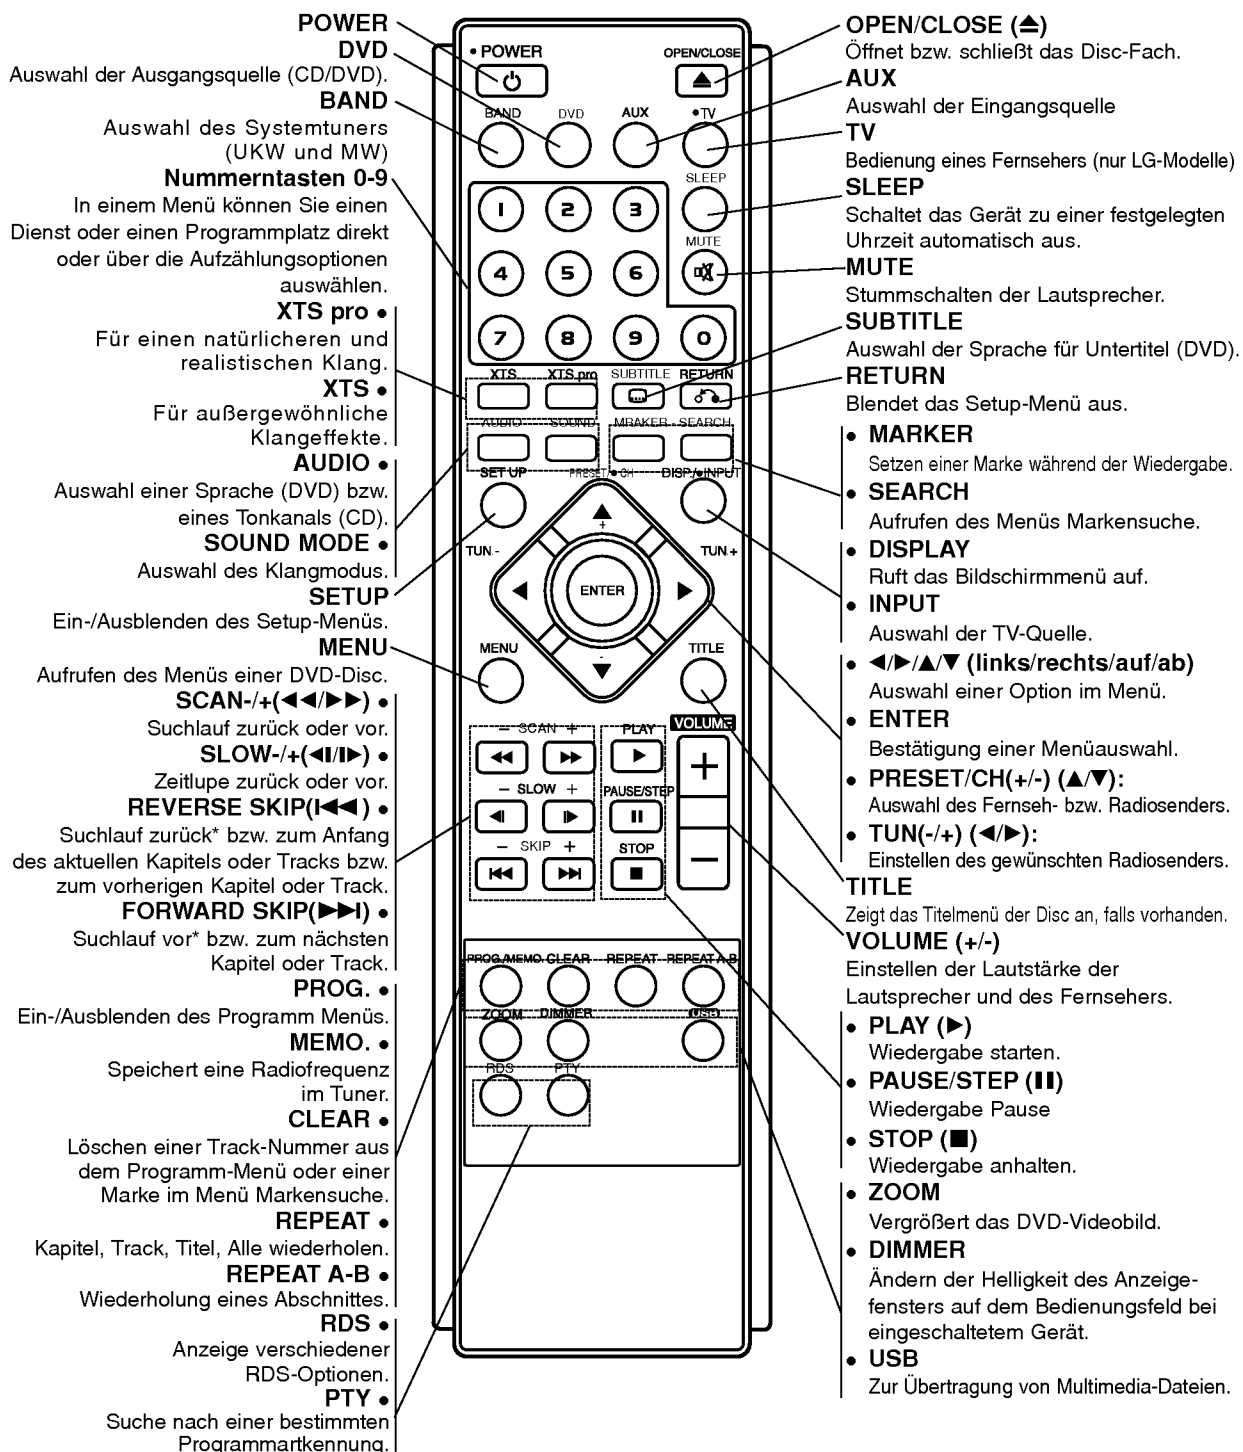 POWER
DVD
Auswahl der Ausgangsquelle (CD/DVD).
BAND
Auswahl des Systemtuners
(UKW und MW)
Nummerntasten 0-9
In einem Menü können Sie einen
Dienst oder einen Programmplatz direkt
oder über die Aufzählungsoptionen
auswählen.
XTS pro •
Für einen natürlicheren und
realistischen Klang.
XTS •
Für außergewöhnliche
Klangeffekte.
AUDIO •
Auswahl einer Sprache (DVD) bzw.
eines Tonkanals (CD).
SOUND MODE •
Auswahl des Klangmodus.
SETUP
Ein-/Ausblenden des Setup-Menüs.
MENU
Aufrufen des Menüs einer DVD-Disc.
SCAN-/+(◀◀/▶▶) •
Suchlauf zurück oder vor.
SLOW-/+(◀I/I▶) •
Zeitlupe zurück oder vor.
REVERSE SKIP(I◀◀ ) •
Suchlauf zurück* bzw. zum Anfang
des aktuellen Kapitels oder Tracks bzw.
zum vorherigen Kapitel oder Track.
FORWARD SKIP(▶▶I) •
Suchlauf vor* bzw. zum nächsten
Kapitel oder Track.
PROG. •
Ein-/Ausblenden des Programm Menüs.
MEMO. •
Speichert eine Radiofrequenz
im Tuner.
CLEAR •
Löschen einer Track-Nummer aus
dem Programm-Menü oder einer
Marke im Menü Markensuche.
REPEAT •
Kapitel, Track, Titel, Alle wiederholen.
REPEAT A-B •
Wiederholung eines Abschnittes.
RDS •
Anzeige verschiedener
RDS-Optionen.
PTY •
Suche nach einer bestimmten
Programmartkennung.
• POWER OPEN/CLOSE
BAND DVD AUX • TV
SLEEP
1 2 3
MUTE
4 5 6
7 8 9 0
XTS XTS pro SUBTITLE RETURN
AUDIO SOUND MRAKER SEARCH
SET UP PRESET/• CH DISP./•INPUT
+
TUN - TUN +
ENTER
-
MENU TITLE
– SCAN + PLAY VOLUME
+
– SLOW + PAUSE/STEP
– SKIP + STOP
–
PROG./MEMO. CLEAR REPEAT REPEAT A-B
ZOOM DIMMER USB
RDS PTY
OPEN/CLOSE (⏏)
Öffnet bzw. schließt das Disc-Fach.
AUX
Auswahl der Eingangsquelle
TV
Bedienung eines Fernsehers (nur LG-Modelle)
SLEEP
Schaltet das Gerät zu einer festgelegten
Uhrzeit automatisch aus.
MUTE
Stummschalten der Lautsprecher.
SUBTITLE
Auswahl der Sprache für Untertitel (DVD).
RETURN
Blendet das Setup-Menü aus.
• MARKER
Setzen einer Marke während der Wiedergabe.
• SEARCH
Aufrufen des Menüs Markensuche.
• DISPLAY
Ruft das Bildschirmmenü auf.
• INPUT
Auswahl der TV-Quelle.
• ◀/▶/▲/▼ (links/rechts/auf/ab)
Auswahl einer Option im Menü.
• ENTER
Bestätigung einer Menüauswahl.
• PRESET/CH(+/-) (▲/▼):
Auswahl des Fernseh- bzw. Radiosenders.
• TUN(-/+) (◀/▶):
Einstellen des gewünschten Radiosenders.
TITLE
Zeigt das Titelmenü der Disc an, falls vorhanden.
VOLUME (+/-)
Einstellen der Lautstärke der
Lautsprecher und des Fernsehers.
• PLAY (▶)
Wiedergabe starten.
• PAUSE/STEP (II)
Wiedergabe Pause
• STOP (■)
Wiedergabe anhalten.
• ZOOM
Vergrößert das DVD-Videobild.
• DIMMER
Ändern der Helligkeit des Anzeige-
fensters auf dem Bedienungsfeld bei
eingeschaltetem Gerät.
• USB
Zur Übertragung von Multimedia-Dateien.